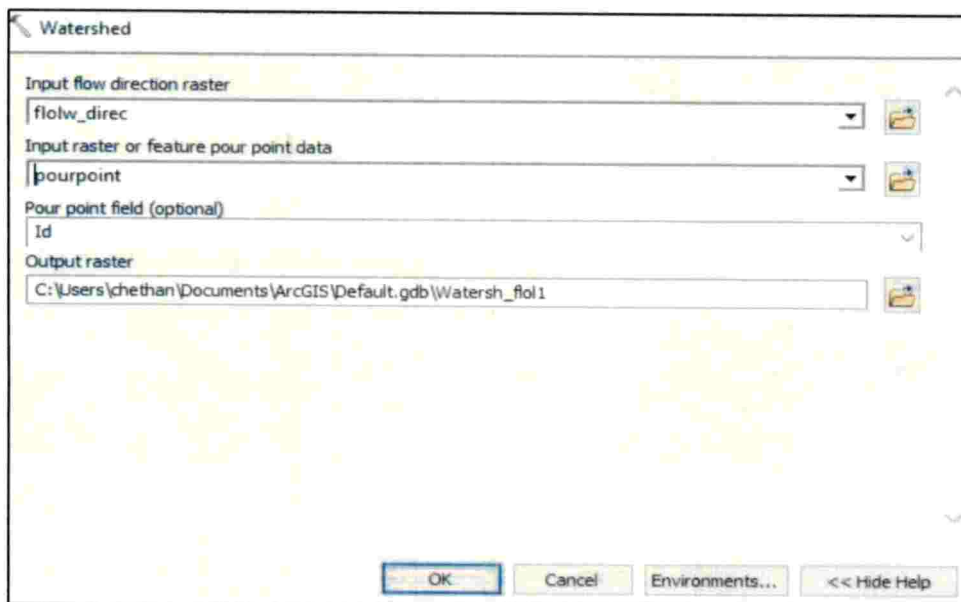 Watershed
Input flow direction raster
flolw_direc
Input raster or feature pour point data
pourpoint
Pour point field (optional)
Id
Output raster
C:\Users\chethan\Documents\ArcGIS\Default.gdb\Watersh_flol1
OK Cancel Environments... << Hide Help